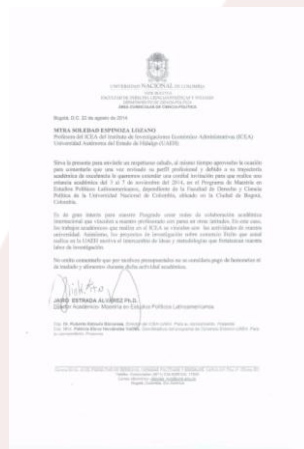 UNIVERSIDAD NACIONAL DE COLOMBIA
SEDE BOGOTÁ
FACULTAD DE DERECHO, CIENCIAS POLÍTICAS Y SOCIALES
DEPARTAMENTO DE CIENCIA POLÍTICA
ÁREA CURRICULAR DE CIENCIA POLÍTICA
Bogotá, D.C. 22 de agosto de 2014
MTRA SOLEDAD ESPINOZA LOZANO
Profesora del ICEA del Instituto de Investigaciones Económico Administrativas (ICEA)
Universidad Autónoma del Estado de Hidalgo (UAEH)
Sirva la presente para enviarle un respetuoso saludo, al mismo tiempo aprovecho la ocasión
para comentarle que una vez revisado su perfil profesional y debido a su trayectoria
académica de excelencia le queremos extender una cordial invitación para que realice una
estancia académica del 3 al 7 de noviembre del 2014, en el Programa de Maestría en
Estudios Políticos Latinoamericanos, dependiente de la Facultad de Derecho y Ciencia
Política de la Universidad Nacional de Colombia, ubicada en la Ciudad de Bogotá,
Colombia.
Es de gran interés para nuestro Posgrado crear redes de colaboración académica
internacional que vinculen a nuestro profesorado con pares en otras latitudes. En este caso,
los trabajos académicos que realiza en el ICEA se vinculan con las actividades de nuestra
universidad. Asimismo, los proyectos de investigación sobre comercio Justo que usted
realiza en la UAEH motiva el intercambio de ideas y metodologías que fortalezcan nuestra
labor de investigación.
No omito comentarle que por motivos presupuestales no se considera pago de honorarios ni
de traslado y alimentos durante dicha actividad académica.
JAIRO ESTRADA ÁLVAREZ PH.D.
Director Académico Maestría en Estudios Políticos Latinoamericanos